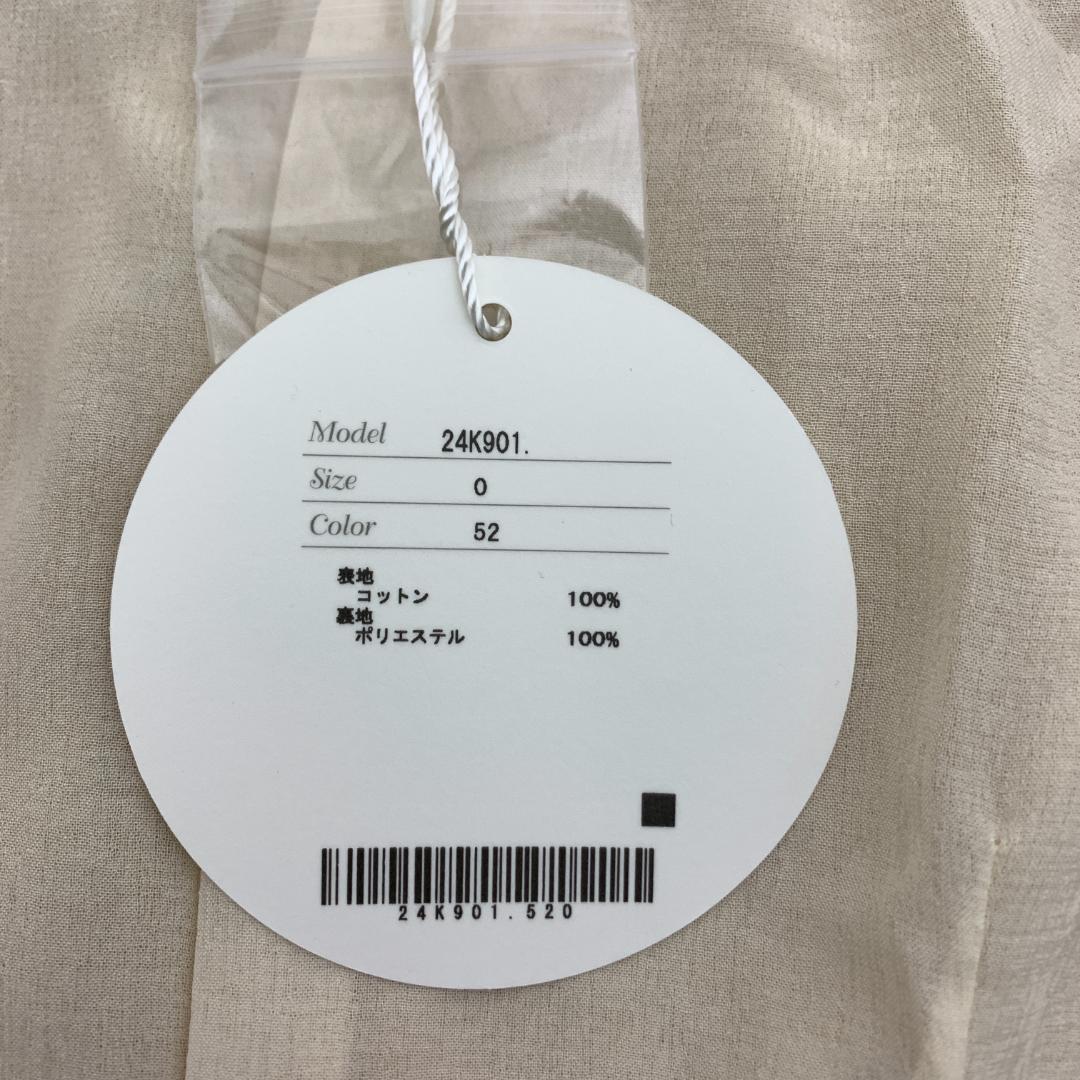 Model 24K901.
Size 0
Color 52
表地
コットン 100%
裏地
ポリエステル 100%
24K901.520